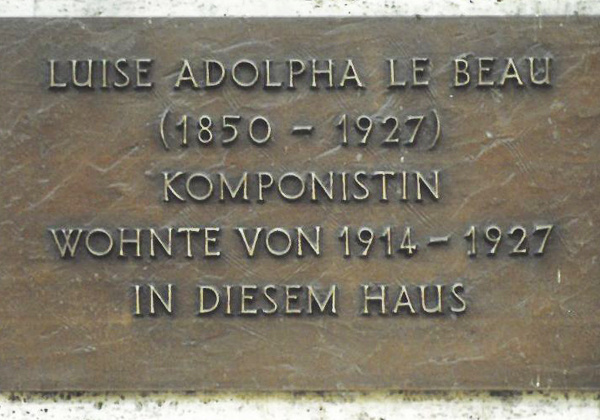 LUISE ADOLPHA LE BEAU
(1850 – 1927)
KOMPONISTIN
WOHNTE VON 1914 – 1927
IN DIESEM HAUS